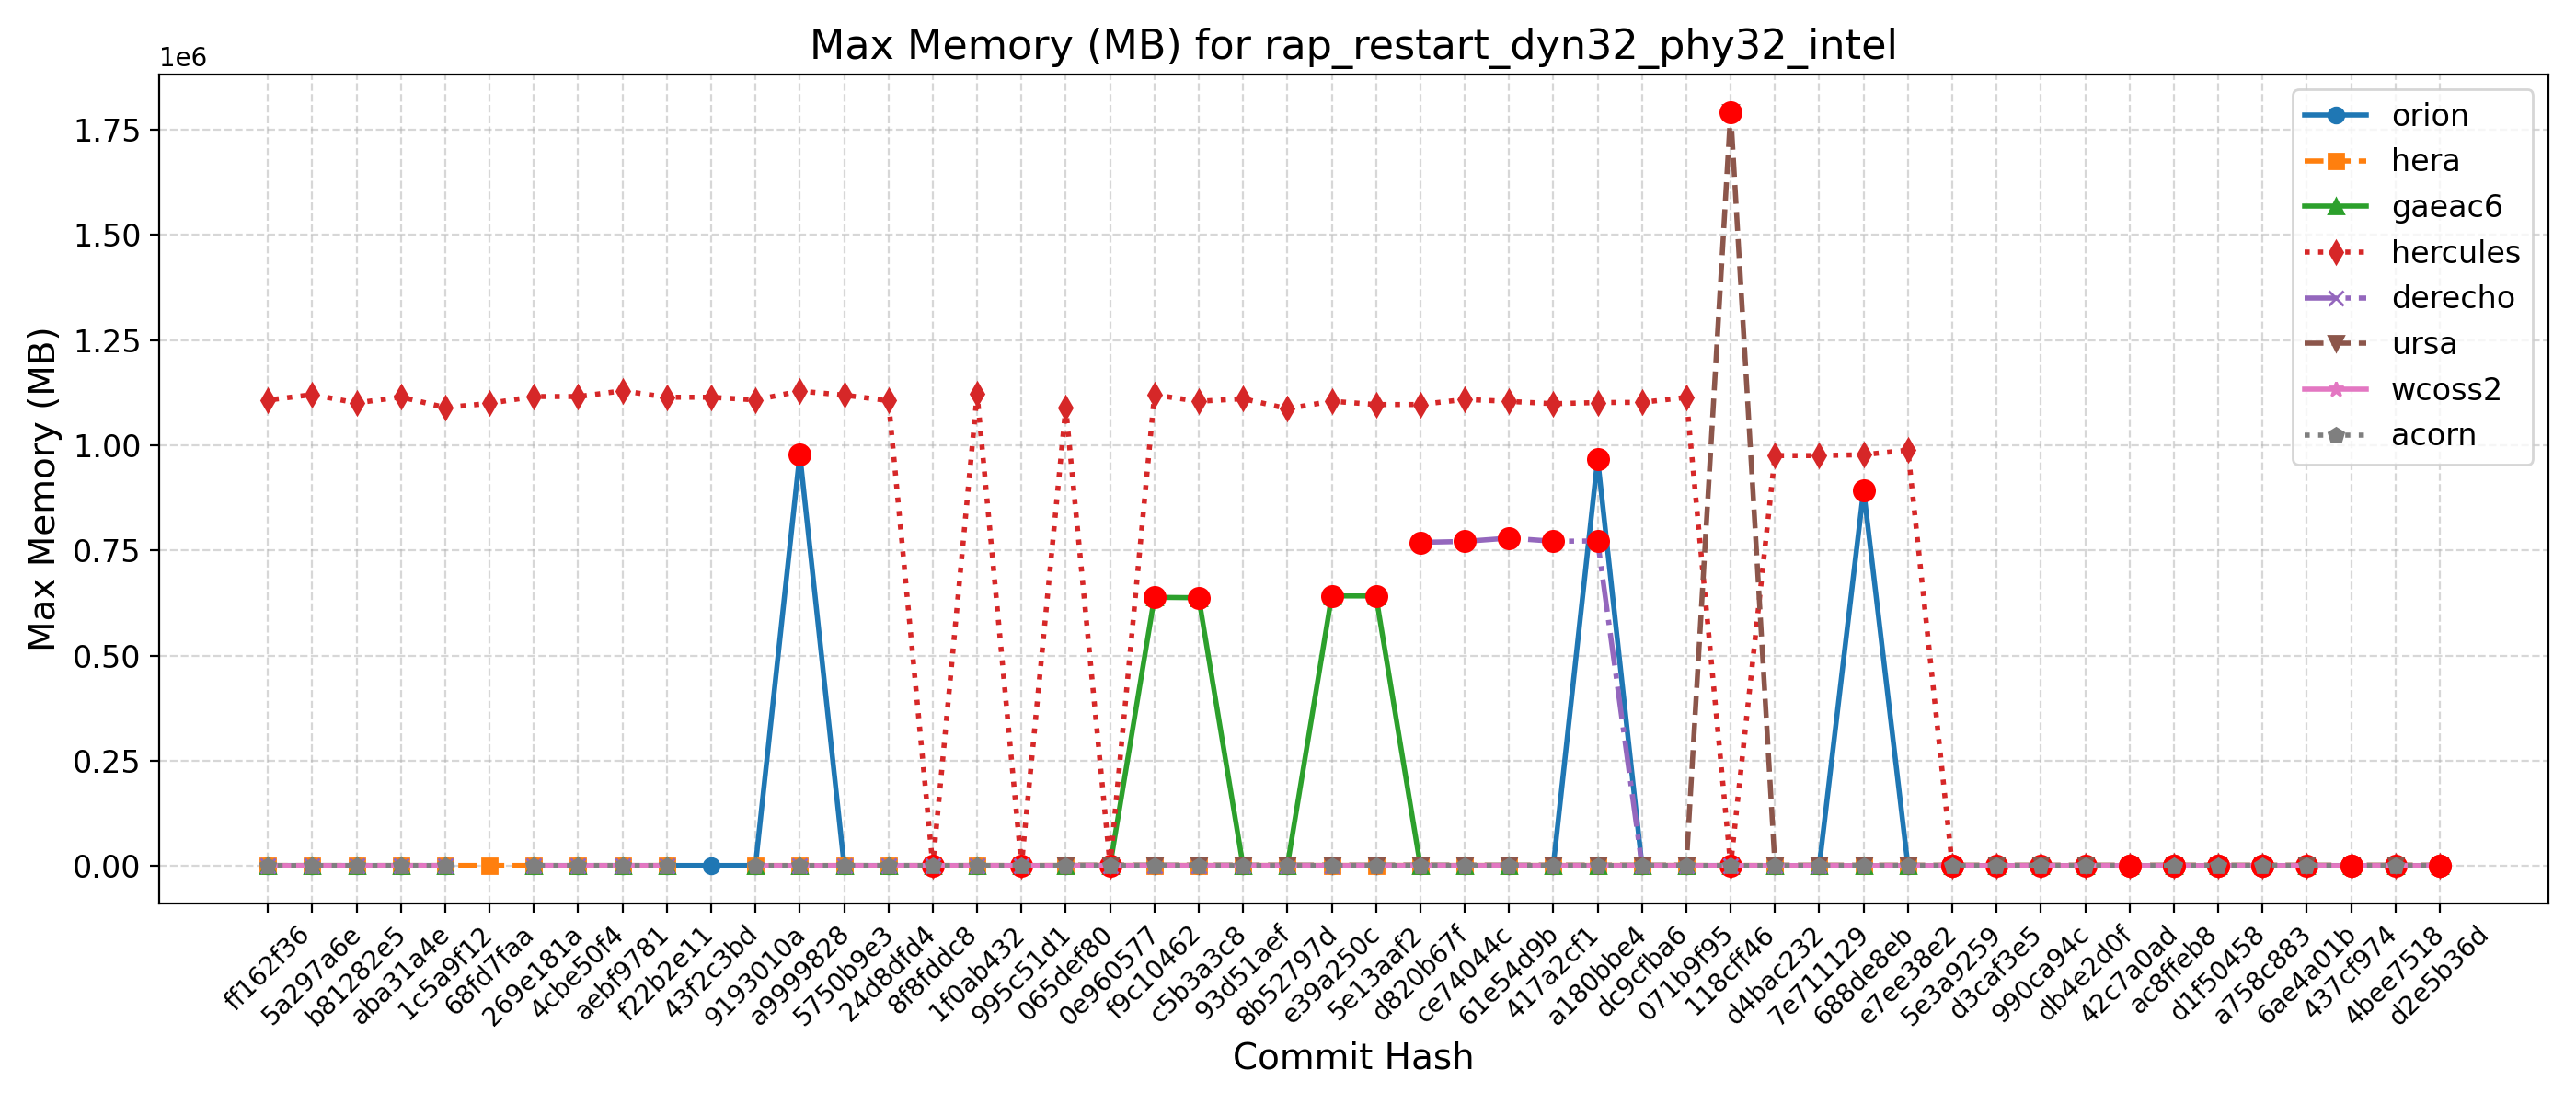 Max Memory (MB) for rap_restart_dyn32_phy32_intel
1e6
1.75
1.50
1.25
1.00
0.75
0.50
0.25
0.00
Max Memory (MB)
orion
hera
gaeac6
hercules
derecho
ursa
wcoss2
acorn
ff162f36
5a297a6e
b81282e5
aba31a4e
1c5a9f12
68fd7faa
269e181a
4cbe50f4
aebf9781
f22b2e11
43f2c3bd
9193010a
a9999828
5750b9e3
24d8dfd4
8f8fddc8
1f0ab432
995c51d1
065def80
0e960577
f9c10462
c5b3a3c8
93d51aef
8b52797d
e39a250c
5e13aaf2
d820b67f
ce74044c
61e54d9b
417a2cf1
a180bbe4
dc9cfba6
071b9f95
118cff46
d4bac232
7e711129
688de8eb
e7ee38e2
5e3a9259
d3caf3e5
990ca94c
db4e2d0f
42c7a0ad
ac8ffeb8
d1f50458
a758c883
6ae4a01b
437cf974
4bee7518
d2e5b36d
Commit Hash